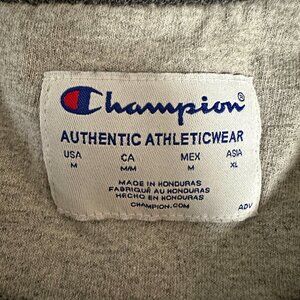 Champion®
AUTHENTIC ATHLETICWEAR
USA CA MEX ASIA
M M/M M XL
MADE IN HONDURAS
FABRIQUÉ AU HONDURAS
HECHO EN HONDURAS
CHAMPION.COM
ADV